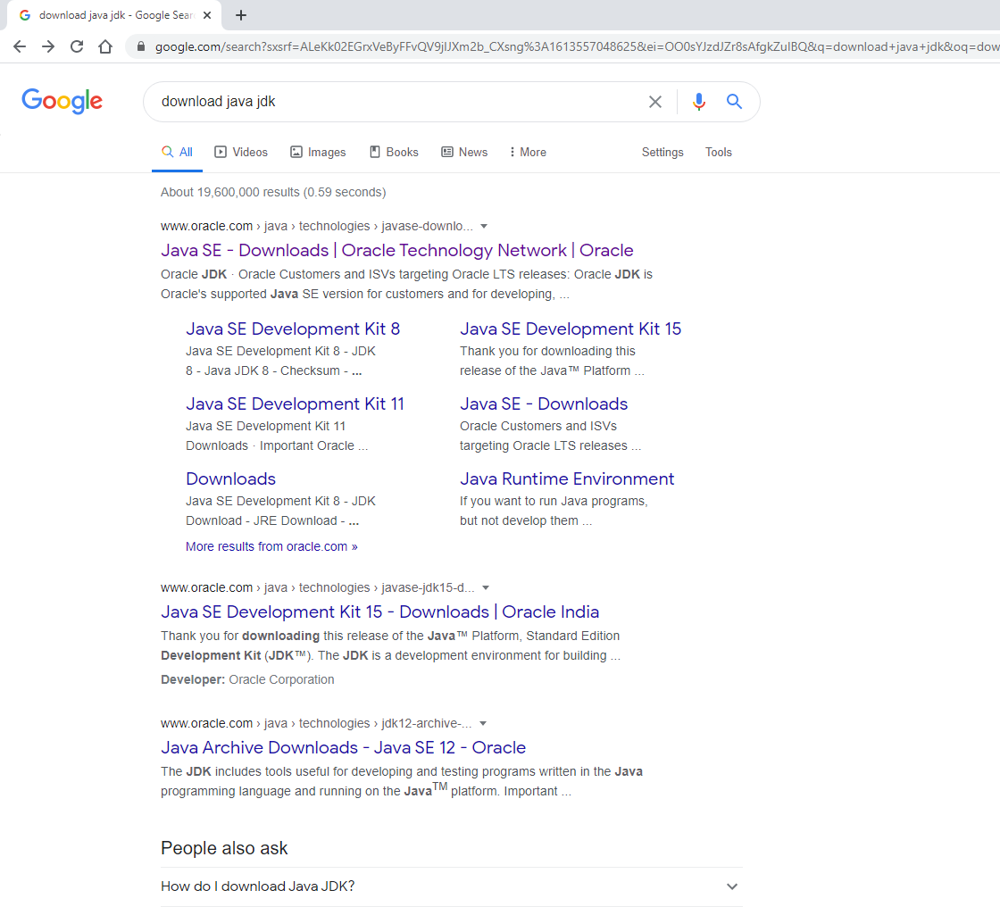 download java jdk - Google Sear
google.com/search?sxsrf=ALeKk02EGrxVeByFFvQV9jIJXm2b_CXsng%3A1613557048625&ei=OO0sYJzdJZr8sAfgkZuIBQ&q=download+java+jdk&oq=dow
Google
download java jdk
All Videos Images Books News More Settings Tools
About 19,600,000 results (0.59 seconds)
www.oracle.com › java › technologies › javase-downlo...
Java SE - Downloads | Oracle Technology Network | Oracle
Oracle JDK · Oracle Customers and ISVs targeting Oracle LTS releases: Oracle JDK is
Oracle's supported Java SE version for customers and for developing, ...
Java SE Development Kit 8
Java SE Development Kit 8 - JDK
8 - Java JDK 8 - Checksum - ...
Java SE Development Kit 15
Thank you for downloading this
release of the Java™ Platform ...
Java SE Development Kit 11
Java SE Development Kit 11
Downloads · Important Oracle ...
Java SE - Downloads
Oracle Customers and ISVs
targeting Oracle LTS releases ...
Downloads
Java SE Development Kit 8 - JDK
Download - JRE Download - ...
Java Runtime Environment
If you want to run Java programs,
but not develop them ...
More results from oracle.com »
www.oracle.com › java › technologies › javase-jdk15-d...
Java SE Development Kit 15 - Downloads | Oracle India
Thank you for downloading this release of the Java™ Platform, Standard Edition
Development Kit (JDK™). The JDK is a development environment for building ...
Developer: Oracle Corporation
www.oracle.com › java › technologies › jdk12-archive-...
Java Archive Downloads - Java SE 12 - Oracle
The JDK includes tools useful for developing and testing programs written in the Java
programming language and running on the Java™ platform. Important ...
People also ask
How do I download Java JDK?